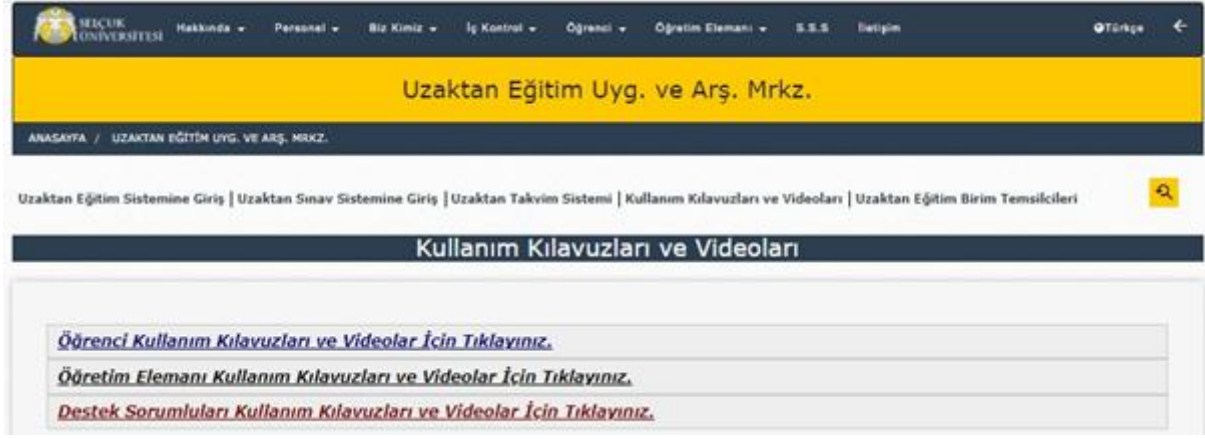 SELÇUK
ÜNİVERSİTESİ
Hakkında Personel Biz Kimiz İç Kontrol Öğrenci Öğretim Elemanı S.S.S İletişim Türkçe
Uzaktan Eğitim Uyg. ve Arş. Mrkz.
ANASAYFA / UZAKTAN EĞİTİM UYG. VE ARŞ. MRKZ.
Uzaktan Eğitim Sistemine Giriş | Uzaktan Sınav Sistemine Giriş | Uzaktan Takvim Sistemi | Kullanım Kılavuzları ve Videoları | Uzaktan Eğitim Birim Temsilcileri
Kullanım Kılavuzları ve Videoları
Öğrenci Kullanım Kılavuzları ve Videolar İçin Tıklayınız.
Öğretim Elemanı Kullanım Kılavuzları ve Videolar İçin Tıklayınız.
Destek Sorumluları Kullanım Kılavuzları ve Videolar İçin Tıklayınız.